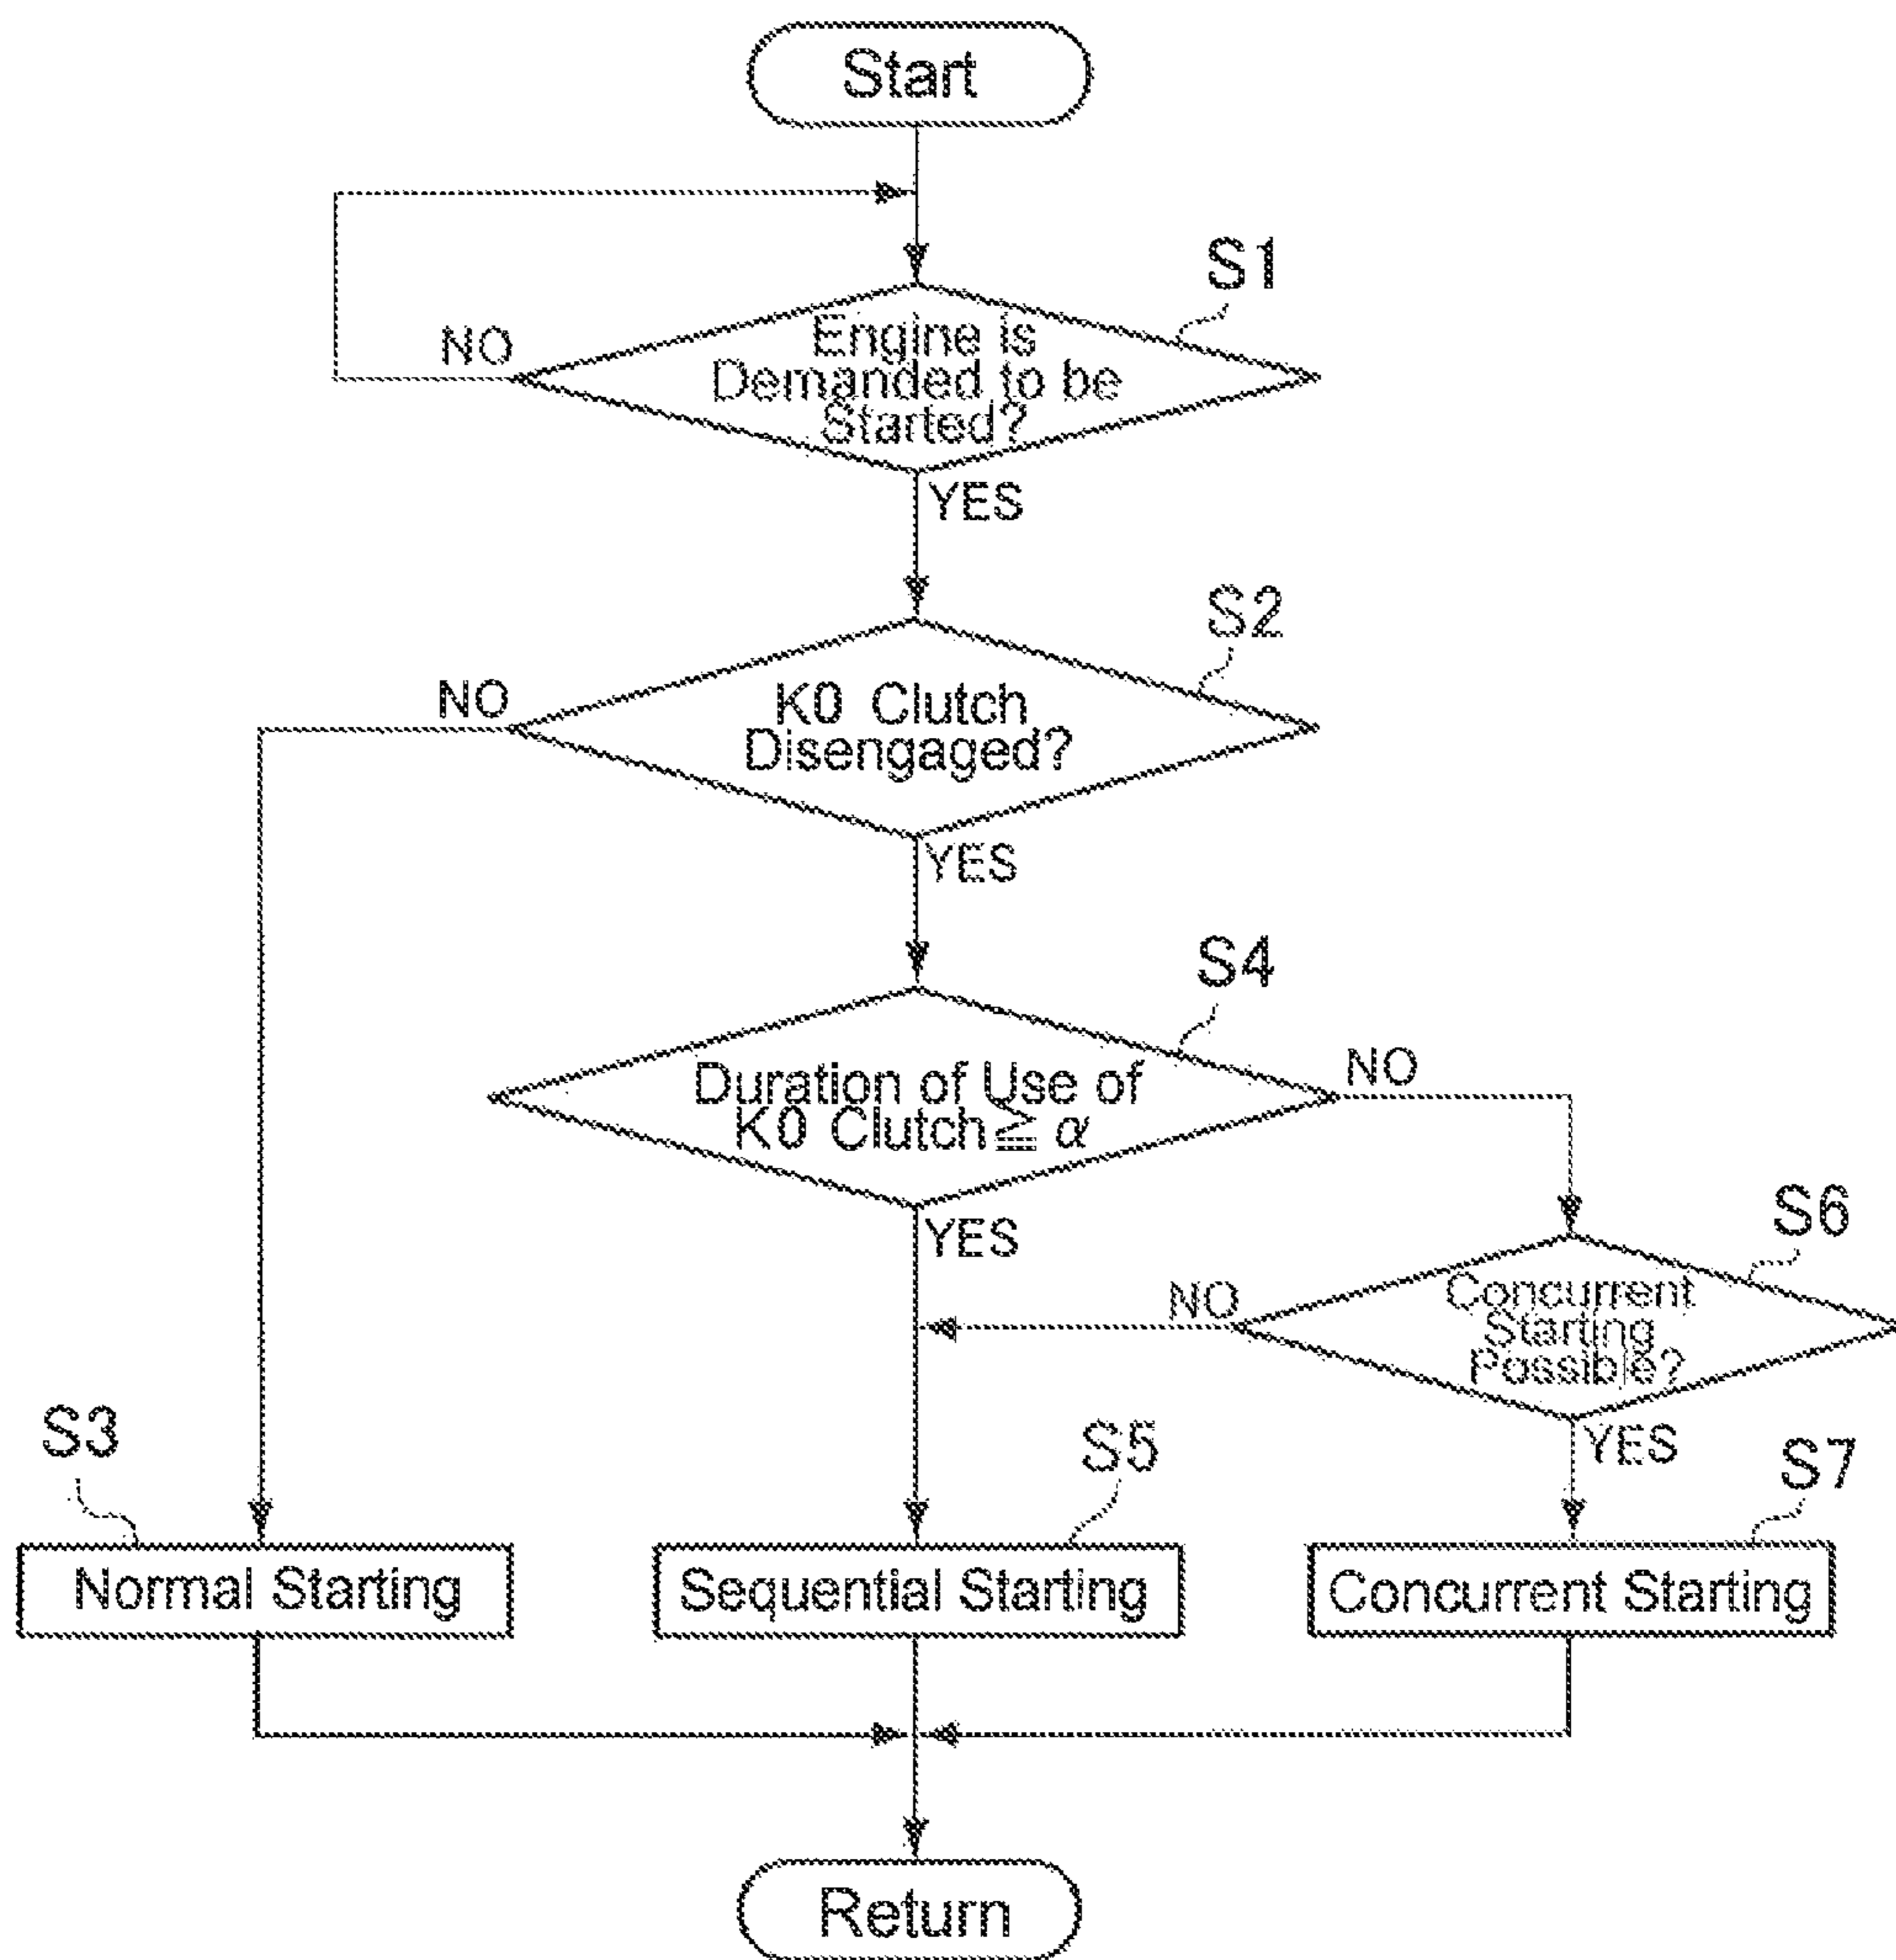 Start
S1
Engine is
Demanded to be
Started?
NO
YES
S2
K0 Clutch
Disengaged?
NO
YES
S4
Duration of Use of
K0 Clutch≧ α
NO
YES
S6
Concurrent
Starting
Possible?
NO
YES
S3
Normal Starting
S5
Sequential Starting
S7
Concurrent Starting
Return